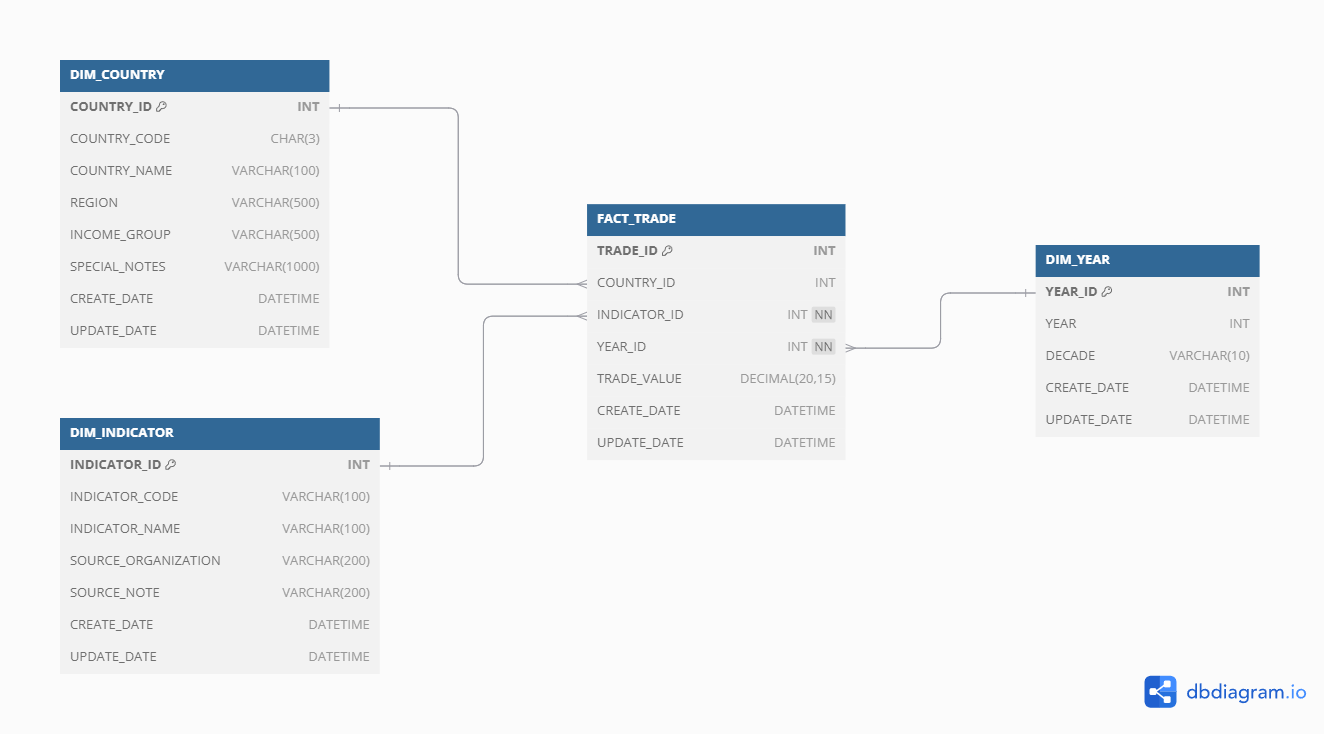 DIM_COUNTRY
COUNTRY_ID INT
COUNTRY_CODE CHAR(3)
COUNTRY_NAME VARCHAR(100)
REGION VARCHAR(500)
INCOME_GROUP VARCHAR(500)
SPECIAL_NOTES VARCHAR(1000)
CREATE_DATE DATETIME
UPDATE_DATE DATETIME
DIM_INDICATOR
INDICATOR_ID INT
INDICATOR_CODE VARCHAR(100)
INDICATOR_NAME VARCHAR(100)
SOURCE_ORGANIZATION VARCHAR(200)
SOURCE_NOTE VARCHAR(200)
CREATE_DATE DATETIME
UPDATE_DATE DATETIME
FACT_TRADE
TRADE_ID INT
COUNTRY_ID INT
INDICATOR_ID INT NN
YEAR_ID INT NN
TRADE_VALUE DECIMAL(20,15)
CREATE_DATE DATETIME
UPDATE_DATE DATETIME
DIM_YEAR
YEAR_ID INT
YEAR INT
DECADE VARCHAR(10)
CREATE_DATE DATETIME
UPDATE_DATE DATETIME
dbdiagram.io